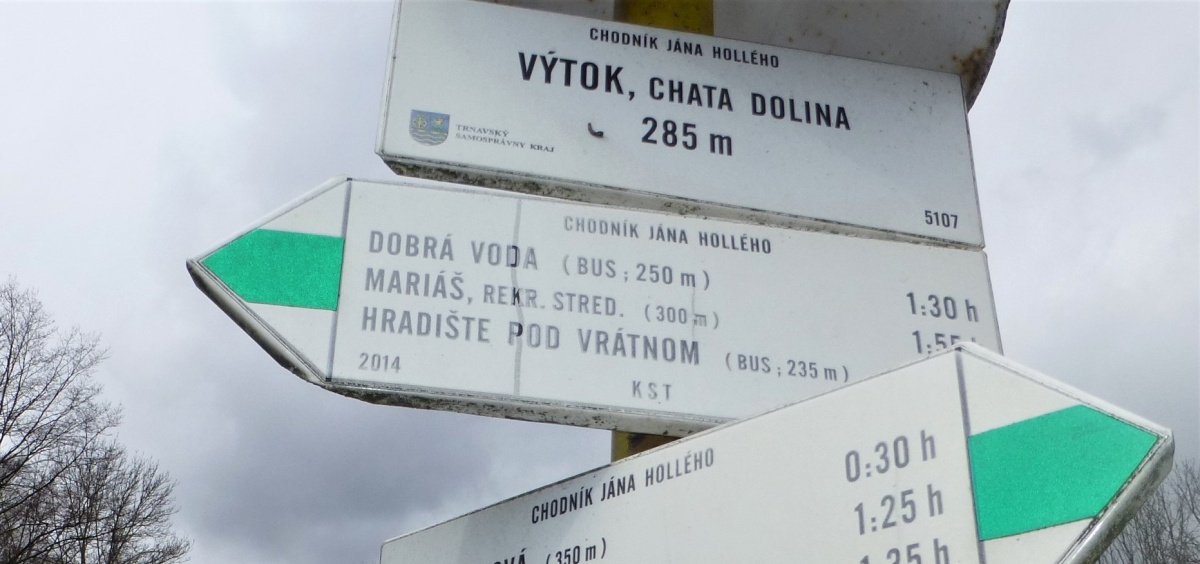 CHODNÍK JÁNA HOLLÉHO
VÝTOK, CHATA DOLINA
285 m
TRNAVSKÝ
SAMOSPRÁVNY KRAJ
5107
CHODNÍK JÁNA HOLLÉHO
DOBRÁ VODA (BUS ; 250 m) 1:30 h
MARIÁŠ, REKR. STRED. (300 m)
HRADIŠTE POD VRÁTNOM (BUS ; 235 m)
2014
KST
CHODNÍK JÁNA HOLLÉHO
0:30 h
1:25 h
(350 m) 1:35 h